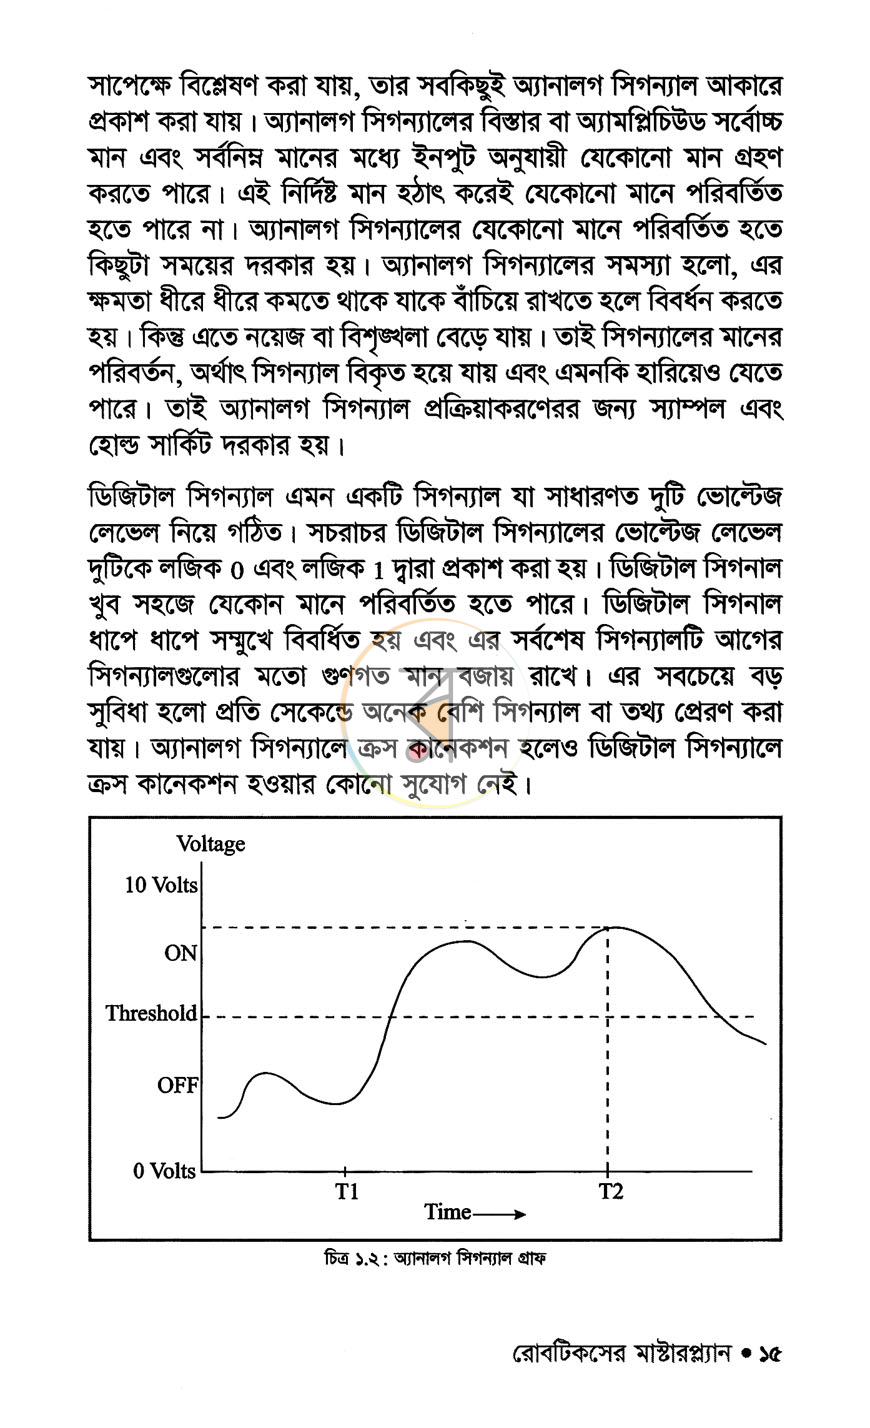 সাপেক্ষে বিশ্লেষণ করা যায়, তার সবকিছুই অ্যানালগ সিগন্যাল আকারে
প্রকাশ করা যায়। অ্যানালগ সিগন্যালের বিস্তার বা অ্যামপ্লিচিউড সর্বোচ্চ
মান এবং সর্বনিম্ন মানের মধ্যে ইনপুট অনুযায়ী যেকোনো মান গ্রহণ
করতে পারে। এই নির্দিষ্ট মান হঠাৎ করেই যেকোনো মানে পরিবর্তিত
হতে পারে না। অ্যানালগ সিগন্যালের যেকোনো মানে পরিবর্তিত হতে
কিছুটা সময়ের দরকার হয়। অ্যানালগ সিগন্যালের সমস্যা হলো, এর
ক্ষমতা ধীরে ধীরে কমতে থাকে যাকে বাঁচিয়ে রাখতে হলে বিবর্ধন করতে
হয়। কিন্তু এতে নয়েজ বা বিশৃঙ্খলা বেড়ে যায়। তাই সিগন্যালের মানের
পরিবর্তন, অর্থাৎ সিগন্যাল বিকৃত হয়ে যায় এবং এমনকি হারিয়েও যেতে
পারে। তাই অ্যানালগ সিগন্যাল প্রক্রিয়াকরণেরর জন্য স্যাম্পল এবং
হোল্ড সার্কিট দরকার হয়।
ডিজিটাল সিগন্যাল এমন একটি সিগন্যাল যা সাধারণত দুটি ভোল্টেজ
লেভেল নিয়ে গঠিত। সচরাচর ডিজিটাল সিগন্যালের ভোল্টেজ লেভেল
দুটিকে লজিক 0 এবং লজিক 1 দ্বারা প্রকাশ করা হয়। ডিজিটাল সিগনাল
খুব সহজে যেকোন মানে পরিবর্তিত হতে পারে। ডিজিটাল সিগনাল
ধাপে ধাপে সম্মুখে বিবর্ধিত হয় এবং এর সর্বশেষ সিগন্যালটি আগের
সিগন্যালগুলোর মতো গুণগত মান বজায় রাখে। এর সবচেয়ে বড়
সুবিধা হলো প্রতি সেকেন্ডে অনেক বেশি সিগন্যাল বা তথ্য প্রেরণ করা
যায়। অ্যানালগ সিগন্যালে ক্রস কানেকশন হলেও ডিজিটাল সিগন্যালে
ক্রস কানেকশন হওয়ার কোনো সুযোগ নেই।
Voltage
10 Volts
ON
Threshold
OFF
0 Volts
T1 T2
Time
চিত্র ১.২ : অ্যানালগ সিগন্যাল গ্রাফ
রোবটিকসের মাস্টারপ্ল্যান • ১৫